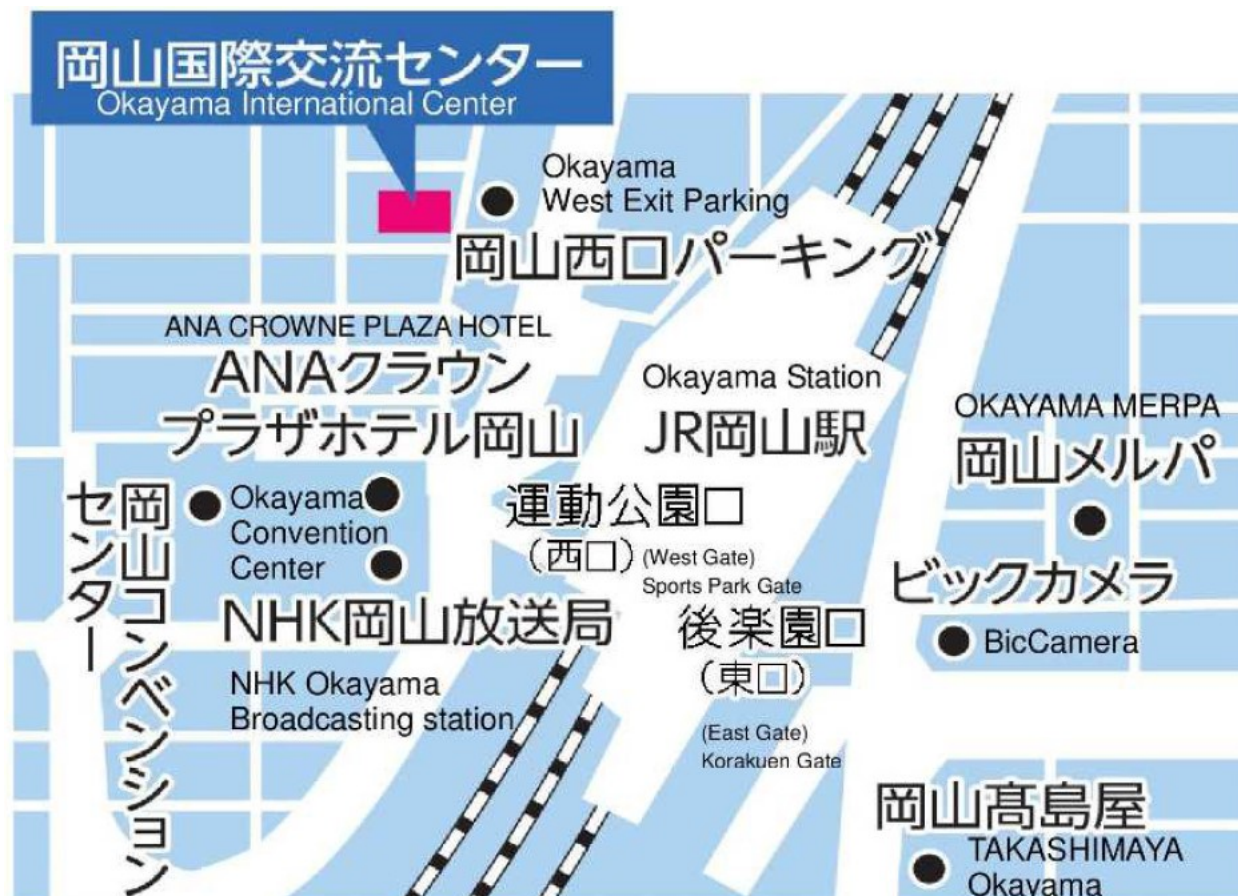 岡山国際交流センター
Okayama International Center
Okayama
West Exit Parking
岡山西口パーキング
ANA CROWNE PLAZA HOTEL
ANAクラウン
プラザホテル岡山
Okayama Station
JR岡山駅
OKAYAMA MERPA
岡山メルパ
岡山コンベンション
センター
Okayama
Convention
Center
運動公園口
(西口)
(West Gate)
Sports Park Gate
ビックカメラ
BicCamera
NHK岡山放送局
NHK Okayama
Broadcasting station
後楽園口
(東口)
(East Gate)
Korakuen Gate
岡山髙島屋
TAKASHIMAYA
Okayama